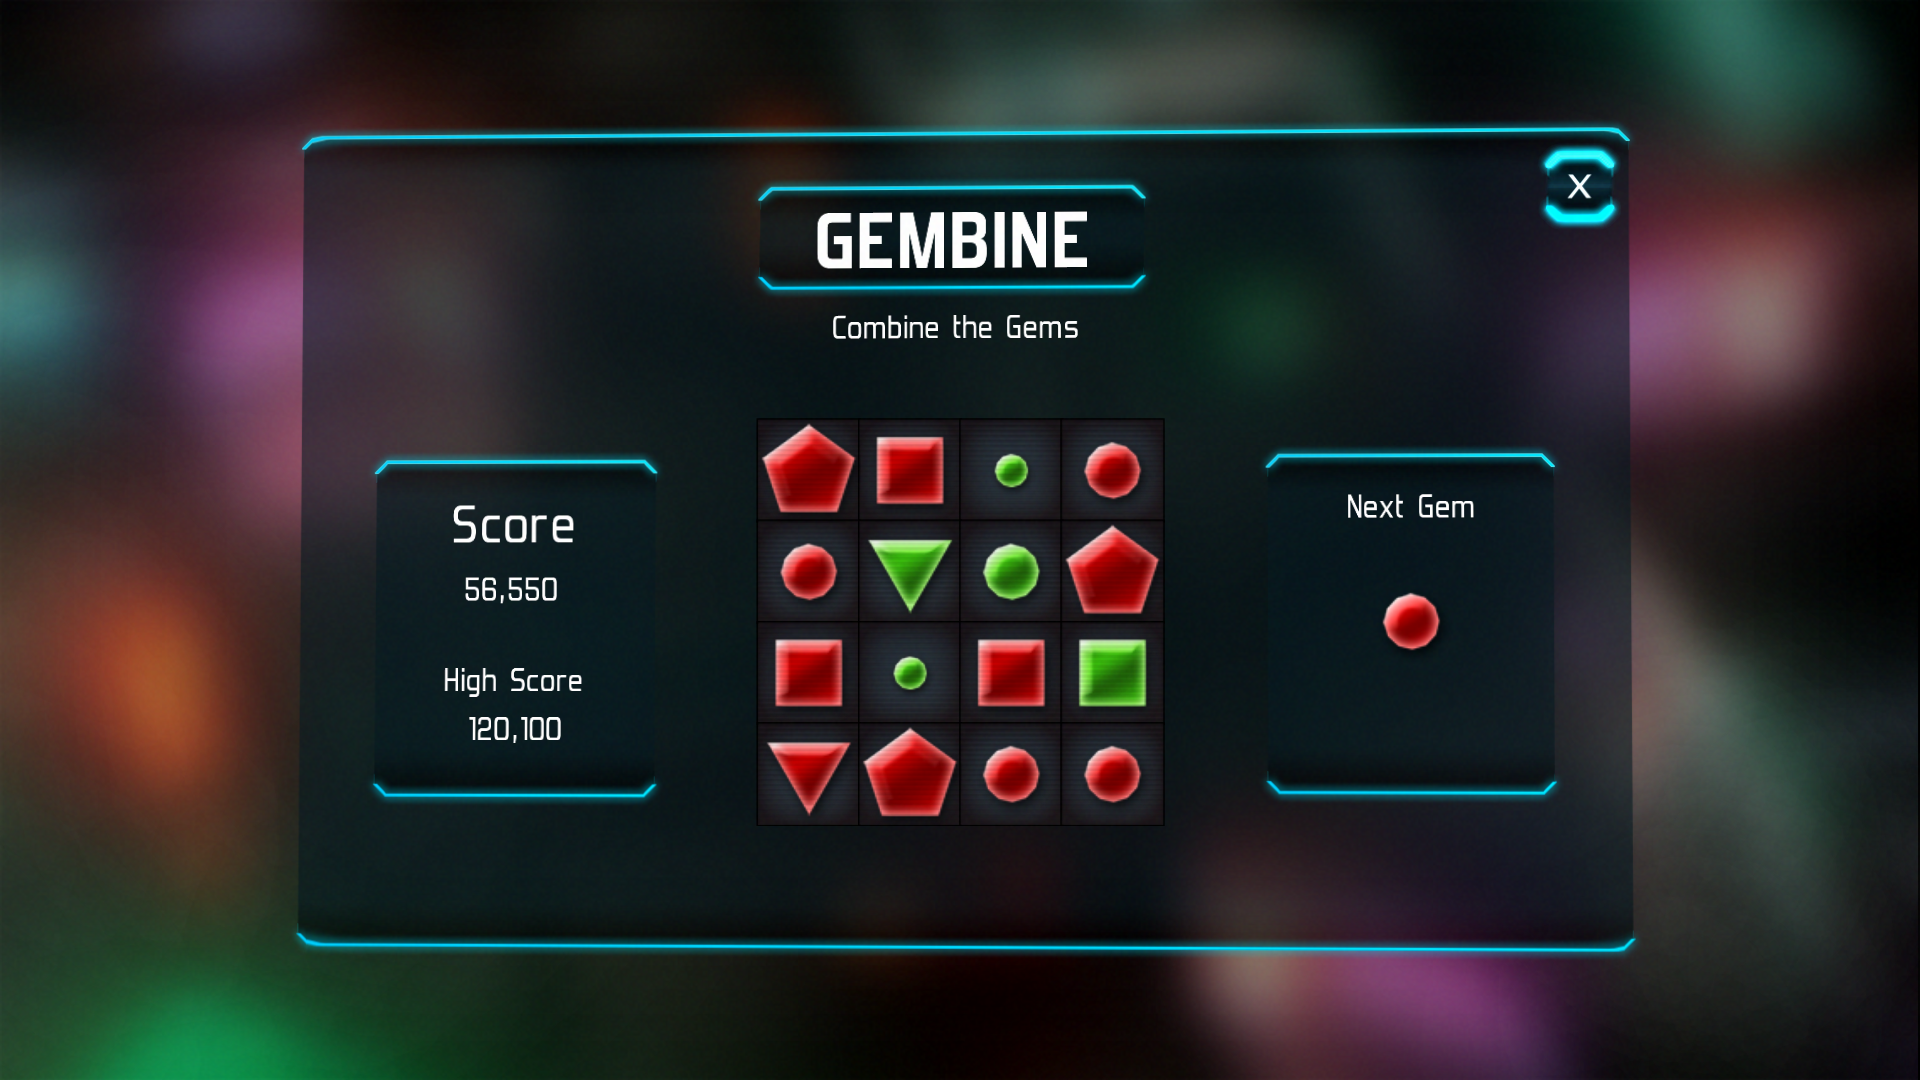 X
GEMBINE
Combine the Gems
Score
56,550
High Score
120,100
Next Gem